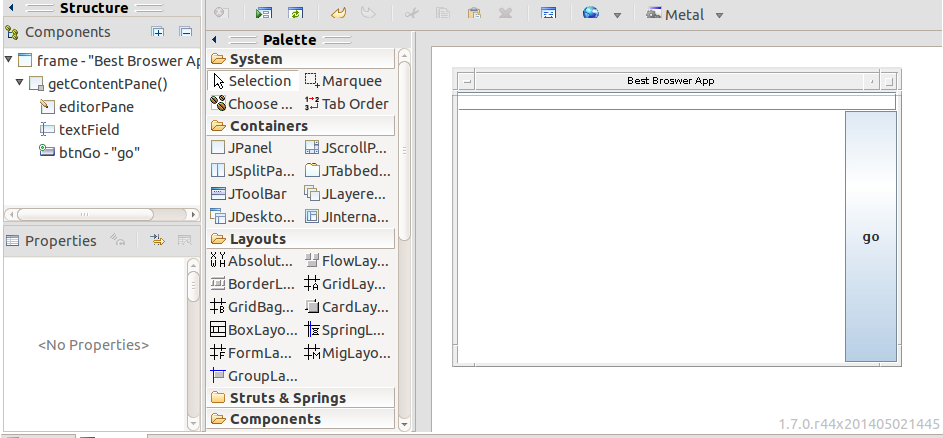 Structure
Components
frame - "Best Broswer Ap
getContentPane()
editorPane
textField
btnGo - "go"
Properties
<No Properties>
Metal
Palette
System
Selection Marquee
Choose ... Tab Order
Containers
JPanel JScrollP...
JSplitPa... JTabbed...
JToolBar JLayere...
JDeskto... JInterna...
Layouts
Absolut... FlowLay...
BorderL... GridLay...
GridBag... CardLay...
BoxLayo... SpringL...
FormLa... MigLayo...
GroupLa...
Struts & Springs
Components
Best Broswer App
go
1.7.0.r44x201405021445